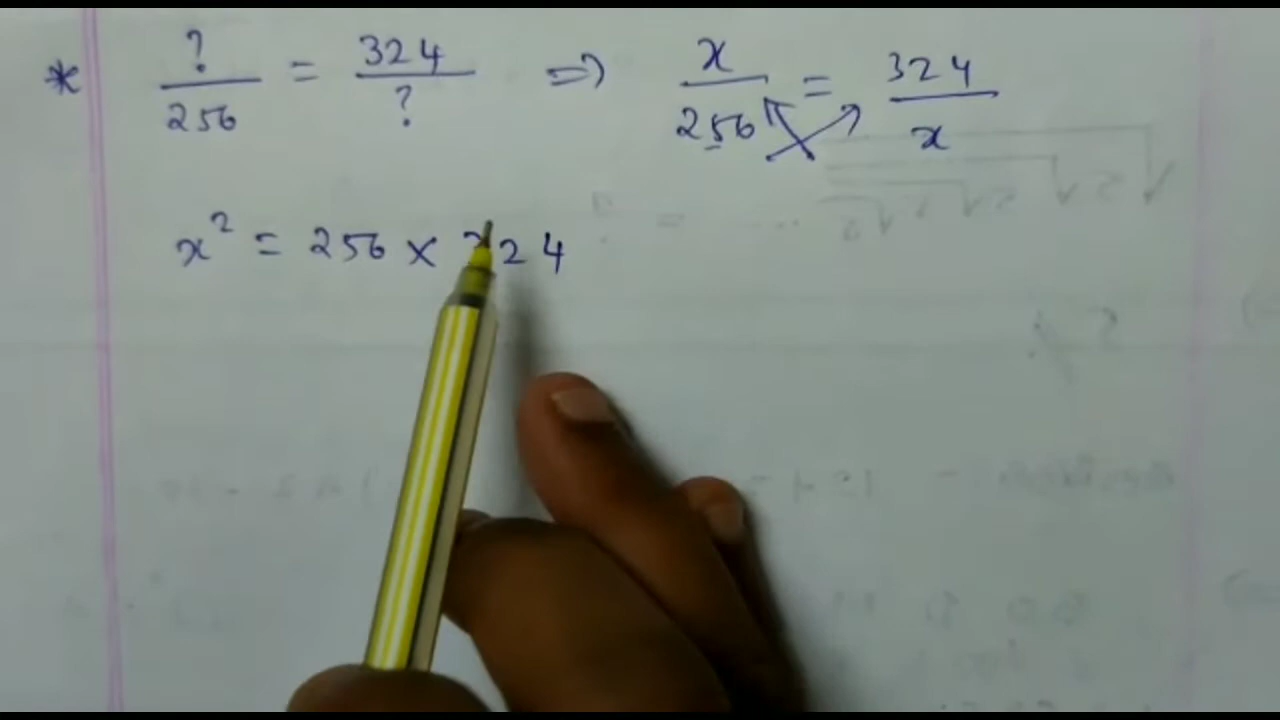 * ?/256 = 324/? => x/256 = 324/x
x² = 256 × 324